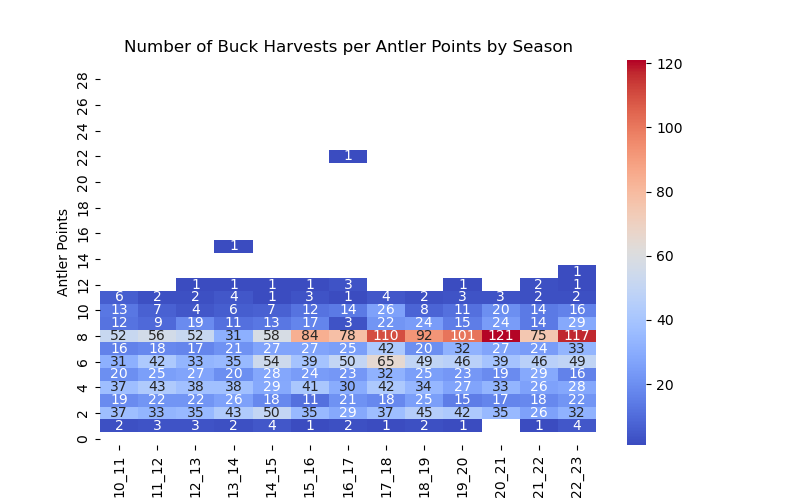 Number of Buck Harvests per Antler Points by Season
Antler Points
28
26
24
22 1
20
18
16
1
14
1
12 1 1 1 1 3 1 2 1
6 2 2 4 1 3 1 4 2 3 3 2 2
10 13 7 4 6 7 12 14 26 8 11 20 14 16
12 9 19 11 13 17 3 22 24 15 24 14 29
8 52 56 52 31 58 84 78 110 92 101 121 75 117
16 18 17 21 27 27 25 42 20 32 27 24 33
6 31 42 33 35 54 39 50 65 49 46 39 46 49
20 25 27 20 28 24 23 32 25 23 19 29 16
4 37 43 38 38 29 41 30 42 34 27 33 26 28
19 22 22 26 18 11 21 18 25 15 17 18 22
2 37 33 35 43 50 35 29 37 45 42 35 26 32
2 3 3 2 4 1 2 1 2 1 1 4
0
10_11 11_12 12_13 13_14 14_15 15_16 16_17 17_18 18_19 19_20 20_21 21_22 22_23
120
100
80
60
40
20